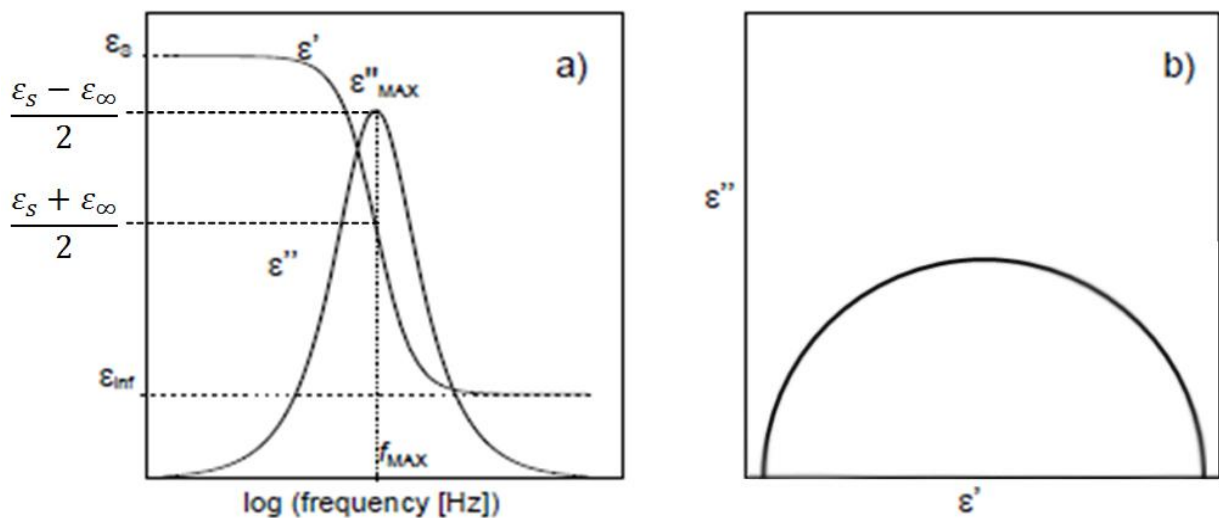 a)
εs
ε'
ε''MAX
εs − ε∞
2
εs + ε∞
2
ε''
εinf
fMAX
log (frequency [Hz])
b)
ε''
ε'